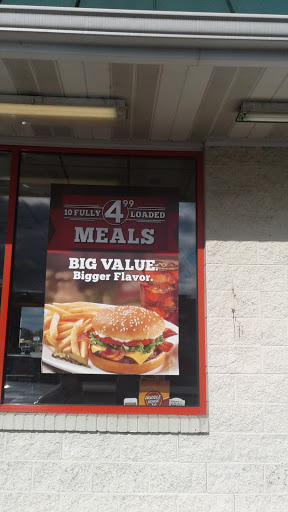 10 FULLY 4.99 LOADED
MEALS
BIG VALUE.
Bigger Flavor.